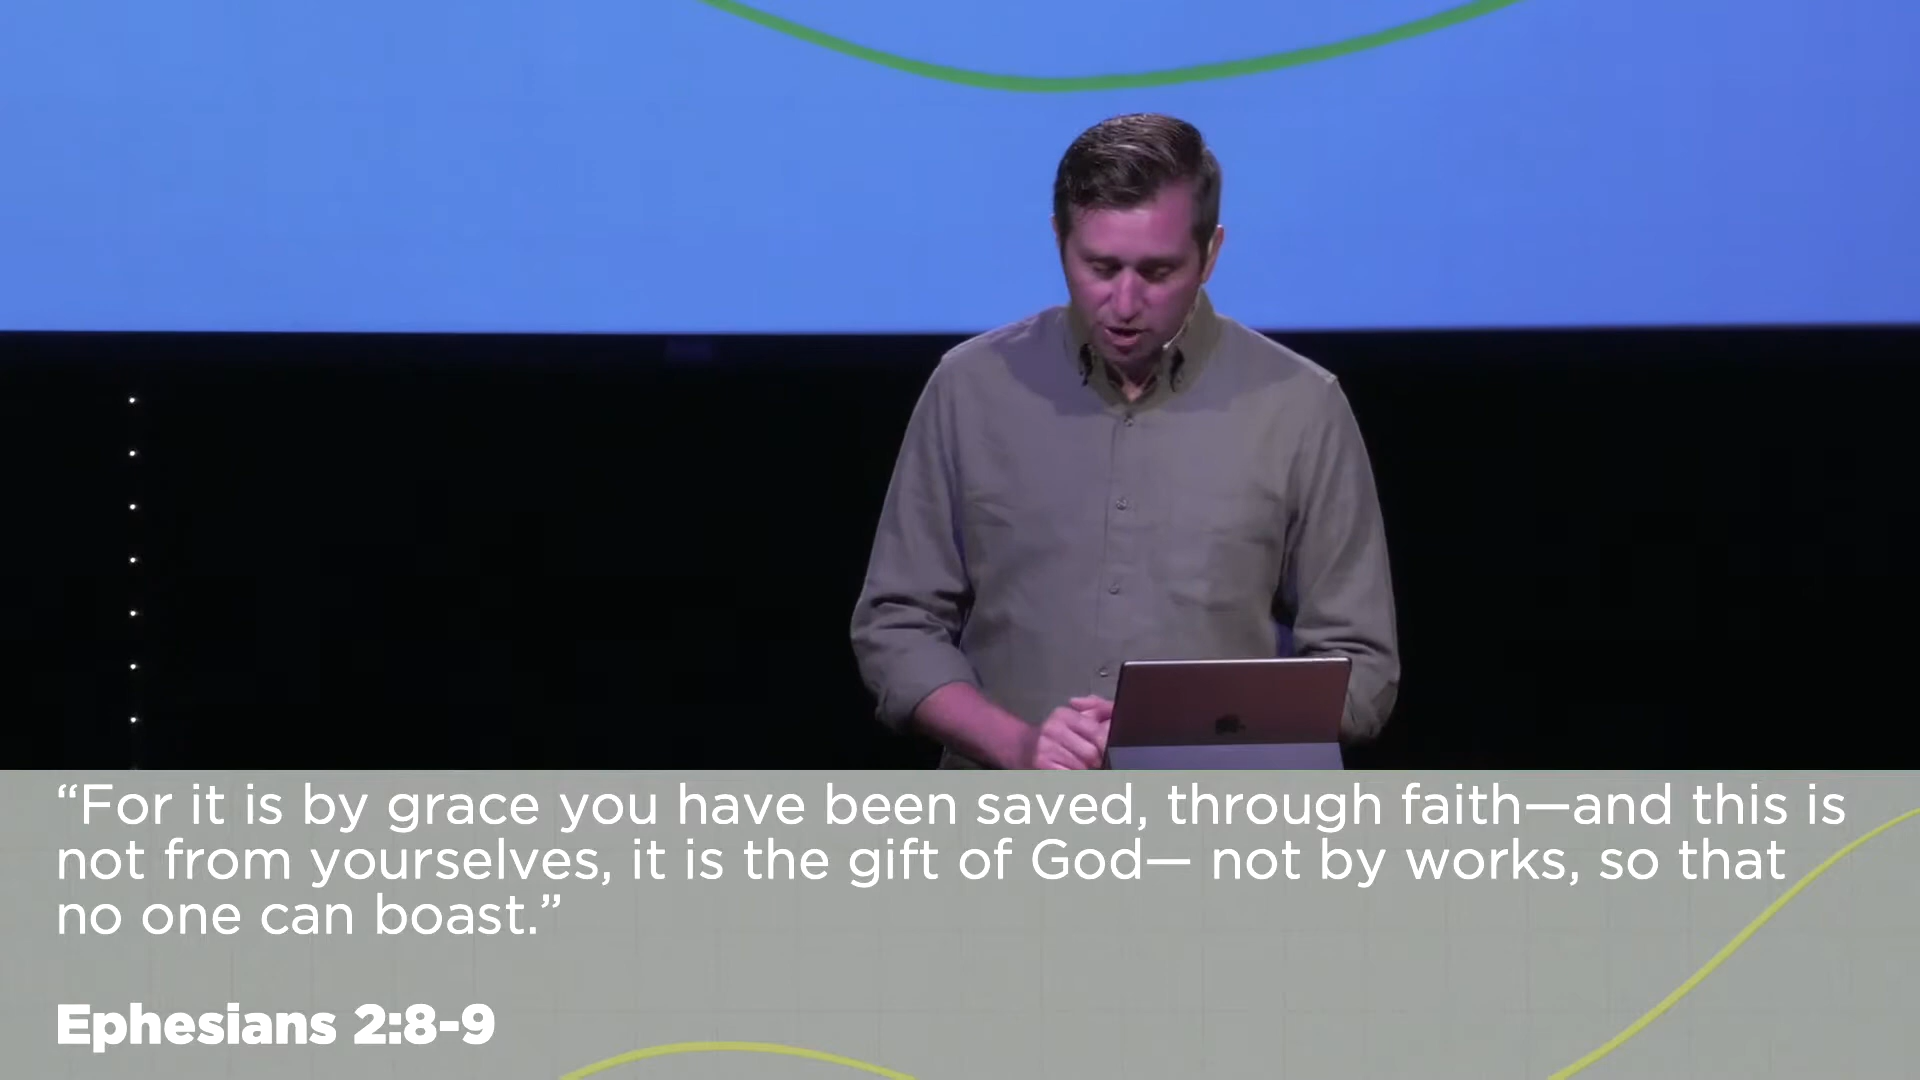 “For it is by grace you have been saved, through faith—and this is
not from yourselves, it is the gift of God— not by works, so that
no one can boast.”
Ephesians 2:8-9